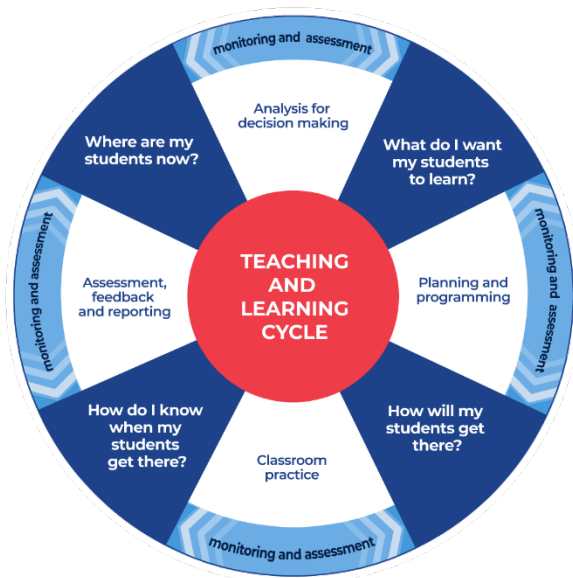 monitoring and assessment
Analysis for
decision making
Where are my
students now?
What do I want
my students
to learn?
monitoring and assessment
TEACHING
AND
LEARNING
CYCLE
Assessment,
feedback
and reporting
Planning and
programming
monitoring and assessment
How do I know
when my
students
get there?
How will my
students get
there?
Classroom
practice
monitoring and assessment